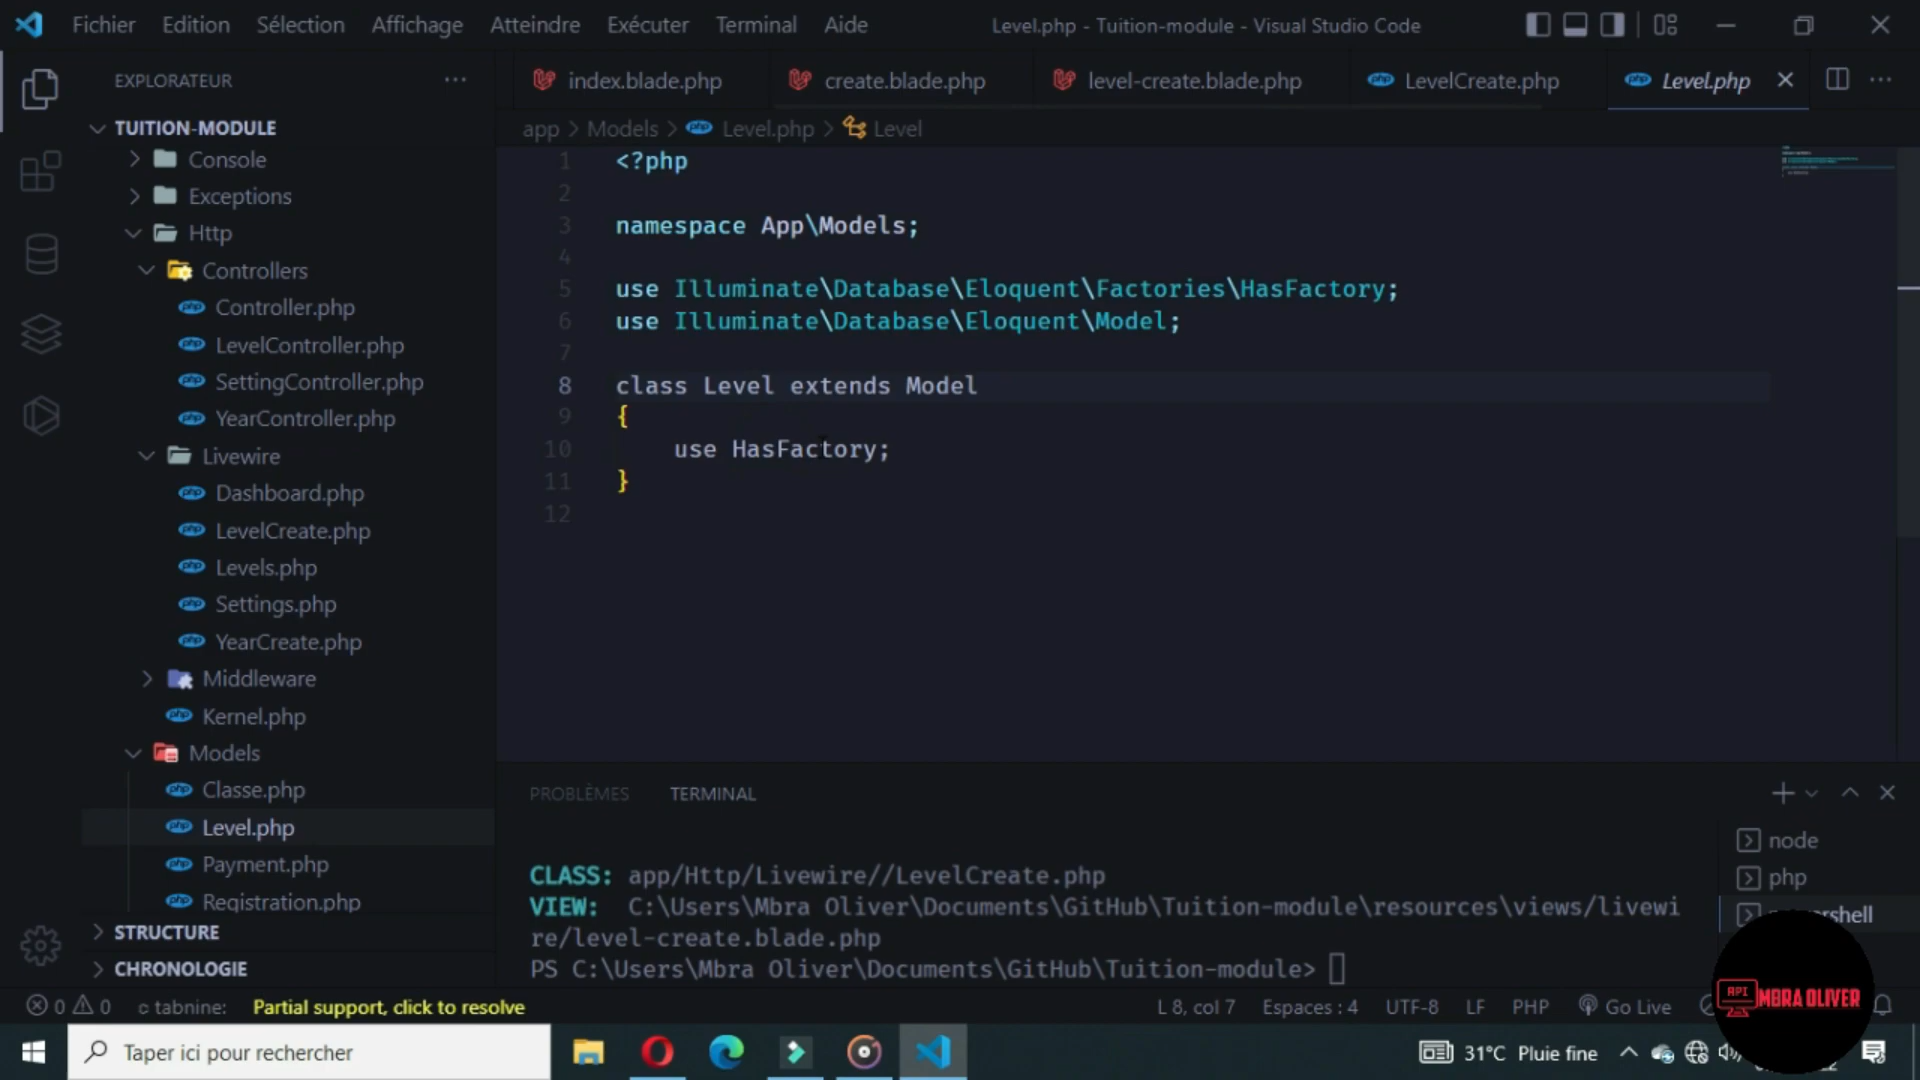 Fichier Edition Sélection Affichage Atteindre Exécuter Terminal Aide
Level.php - Tuition-module - Visual Studio Code
EXPLORATEUR
TUITION-MODULE
Console
Exceptions
Http
Controllers
Controller.php
LevelController.php
SettingController.php
YearController.php
Livewire
Dashboard.php
LevelCreate.php
Levels.php
Settings.php
YearCreate.php
Middleware
Kernel.php
Models
Classe.php
Level.php
Payment.php
Registration.php
STRUCTURE
CHRONOLOGIE
index.blade.php create.blade.php level-create.blade.php LevelCreate.php Level.php
app > Models > Level.php > Level
1 <?php
2
3 namespace App\Models;
4
5 use Illuminate\Database\Eloquent\Factories\HasFactory;
6 use Illuminate\Database\Eloquent\Model;
7
8 class Level extends Model
9 {
10 use HasFactory;
11 }
12
PROBLÈMES TERMINAL
CLASS: app/Http/Livewire//LevelCreate.php
VIEW: C:\Users\Mbra Oliver\Documents\GitHub\Tuition-module\resources\views/livewi
re/level-create.blade.php
PS C:\Users\Mbra Oliver\Documents\GitHub\Tuition-module>
node
php
0 0 tabnine: Partial support, click to resolve
L 8, col 7 Espaces : 4 UTF-8 LF PHP Go Live
API MBRA OLIVER
Taper ici pour rechercher
31°C Pluie fine